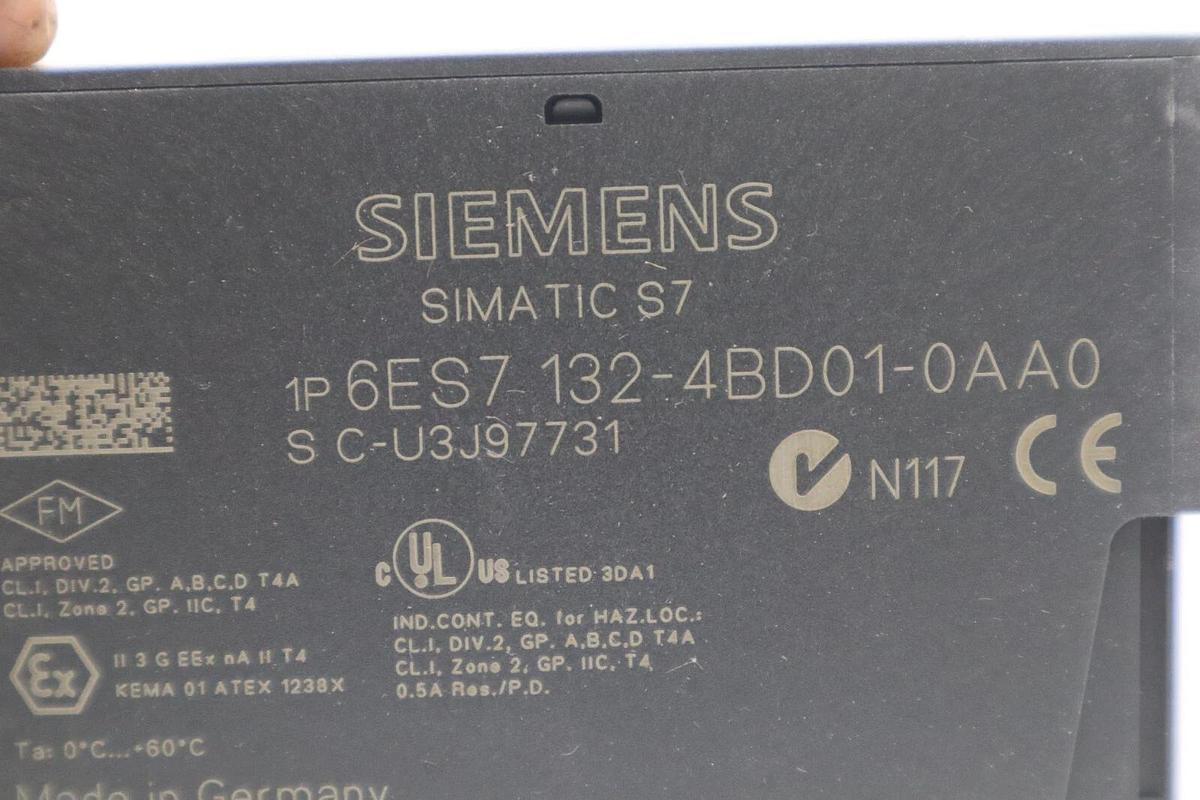 SIEMENS
SIMATIC S7
1P 6ES7 132-4BD01-0AA0
S C-U3J97731
N117 CE
FM
APPROVED
CL.I, DIV.2, GP. A,B,C,D T4A
CL.I, Zone 2, GP. IIC, T4
C UL US LISTED 3DA1
IND.CONT. EQ. for HAZ.LOC.:
CL.I, DIV.2, GP. A,B,C,D T4A
CL.I, Zone 2, GP. IIC, T4
0.5A Res./P.D.
Ex
II 3 G EEx nA II T4
KEMA 01 ATEX 1238X
Ta: 0°C...+60°C
Made in Germany